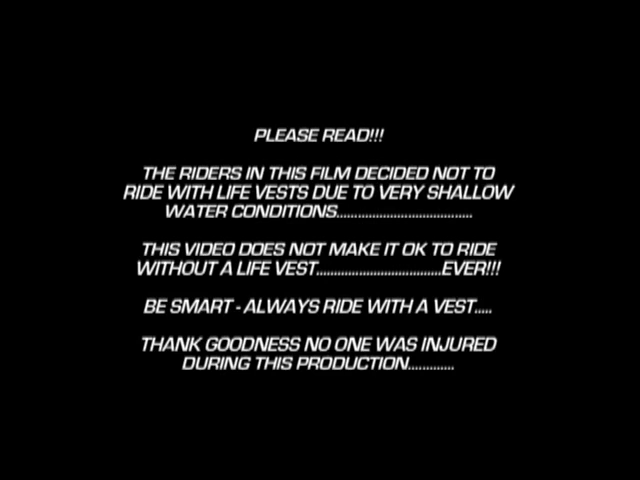 PLEASE READ!!!
THE RIDERS IN THIS FILM DECIDED NOT TO
RIDE WITH LIFE VESTS DUE TO VERY SHALLOW
WATER CONDITIONS......................................
THIS VIDEO DOES NOT MAKE IT OK TO RIDE
WITHOUT A LIFE VEST...................................EVER!!!
BE SMART - ALWAYS RIDE WITH A VEST.....
THANK GOODNESS NO ONE WAS INJURED
DURING THIS PRODUCTION.............